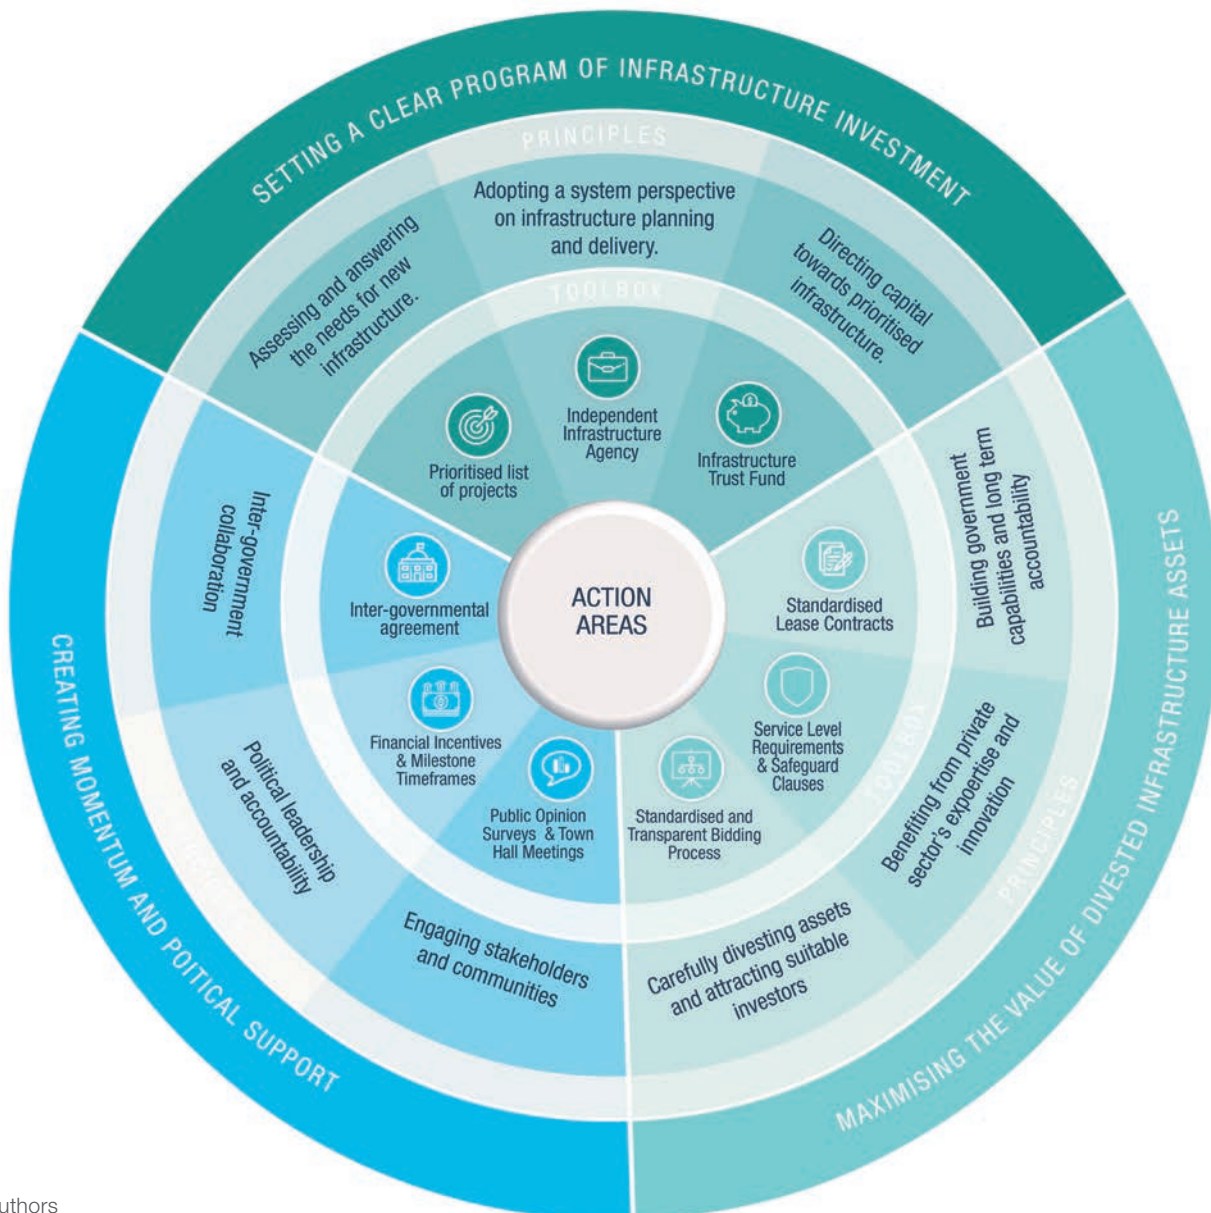 SETTING A CLEAR PROGRAM OF INFRASTRUCTURE INVESTMENT
PRINCIPLES
Assessing and answering
the needs for new
infrastructure.
Adopting a system perspective
on infrastructure planning
and delivery.
Directing capital
towards prioritised
infrastructure.
TOOLBOX
Prioritised list
of projects
Independent
Infrastructure
Agency
Infrastructure
Trust Fund
ACTION
AREAS
MAXIMISING THE VALUE OF DIVESTED INFRASTRUCTURE ASSETS
PRINCIPLES
Building government
capabilities and long term
accountability
Benefiting from private
sector's expoertise and
innovation
Carefully divesting assets
and attracting suitable
investors
TOOLBOX
Standardised
Lease Contracts
Service Level
Requirements
& Safeguard
Clauses
Standardised and
Transparent Bidding
Process
CREATING MOMENTUM AND POITICAL SUPPORT
Inter-government
collaboration
Political leadership
and accountability
Engaging stakeholders
and communities
Inter-governmental
agreement
Financial Incentives
& Milestone
Timeframes
Public Opinion
Surveys & Town
Hall Meetings
uthors